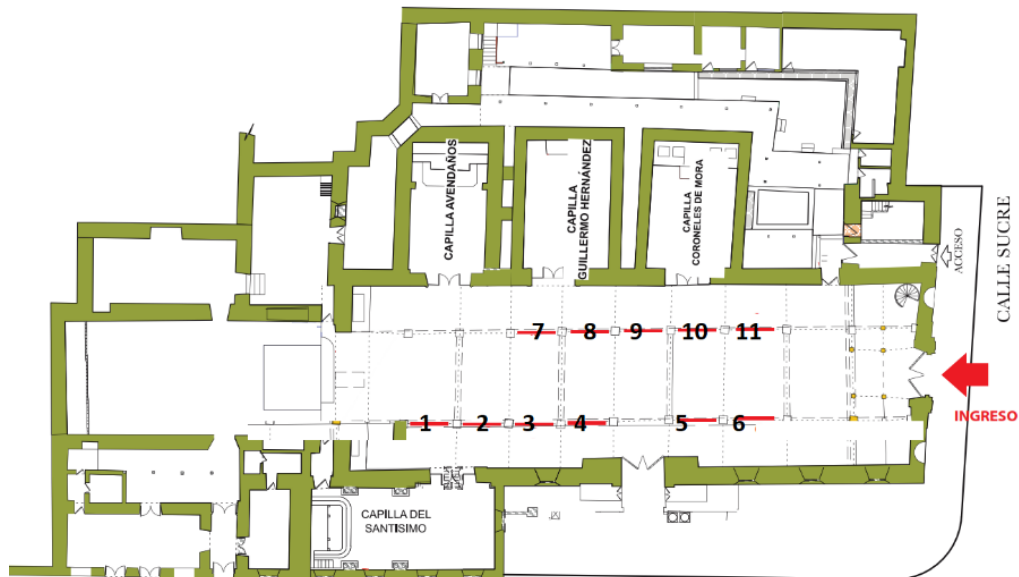 CAPILLA AVENDAÑOS
CAPILLA
GUILLERMO HERNÁNDEZ
CAPILLA
CORONELES DE MORA
ACCESO
CALLE SUCRE
7 8 9 10 11
INGRESO
1 2 3 4 5 6
CAPILLA DEL
SANTISIMO